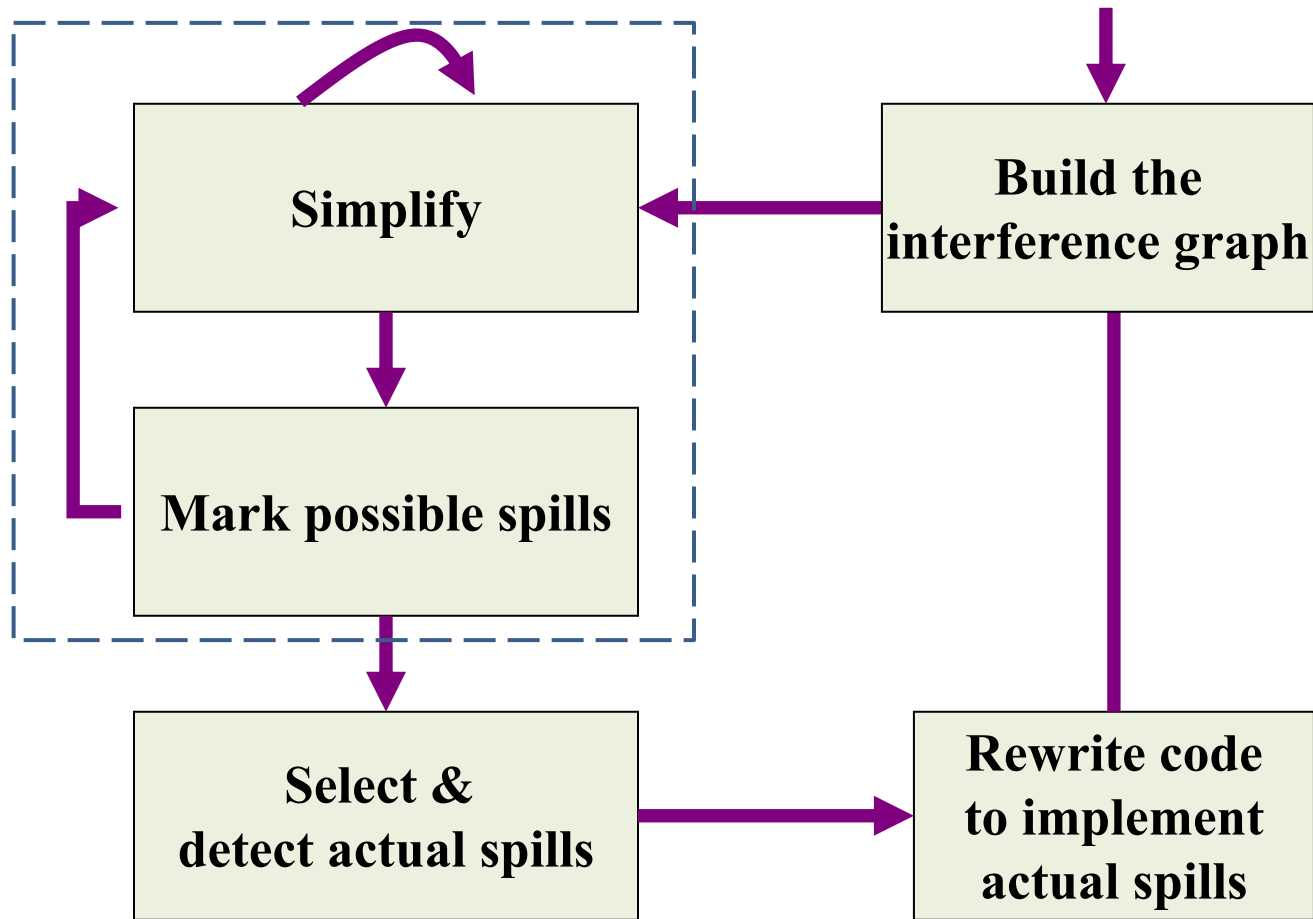 Simplify
Build the
interference graph
Mark possible spills
Select &
detect actual spills
Rewrite code
to implement
actual spills